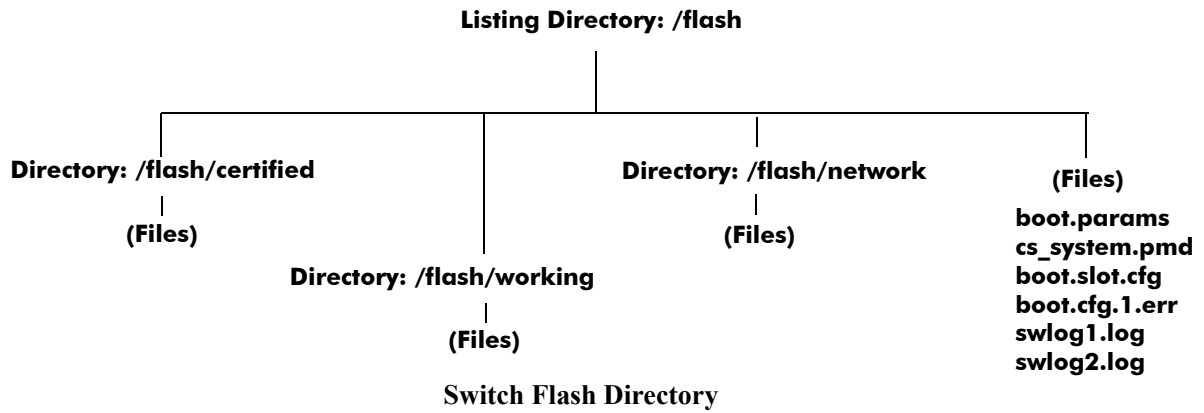 Listing Directory: /flash
Directory: /flash/certified
(Files)
Directory: /flash/working
(Files)
Directory: /flash/network
(Files)
(Files)
boot.params
cs_system.pmd
boot.slot.cfg
boot.cfg.1.err
swlog1.log
swlog2.log
Switch Flash Directory